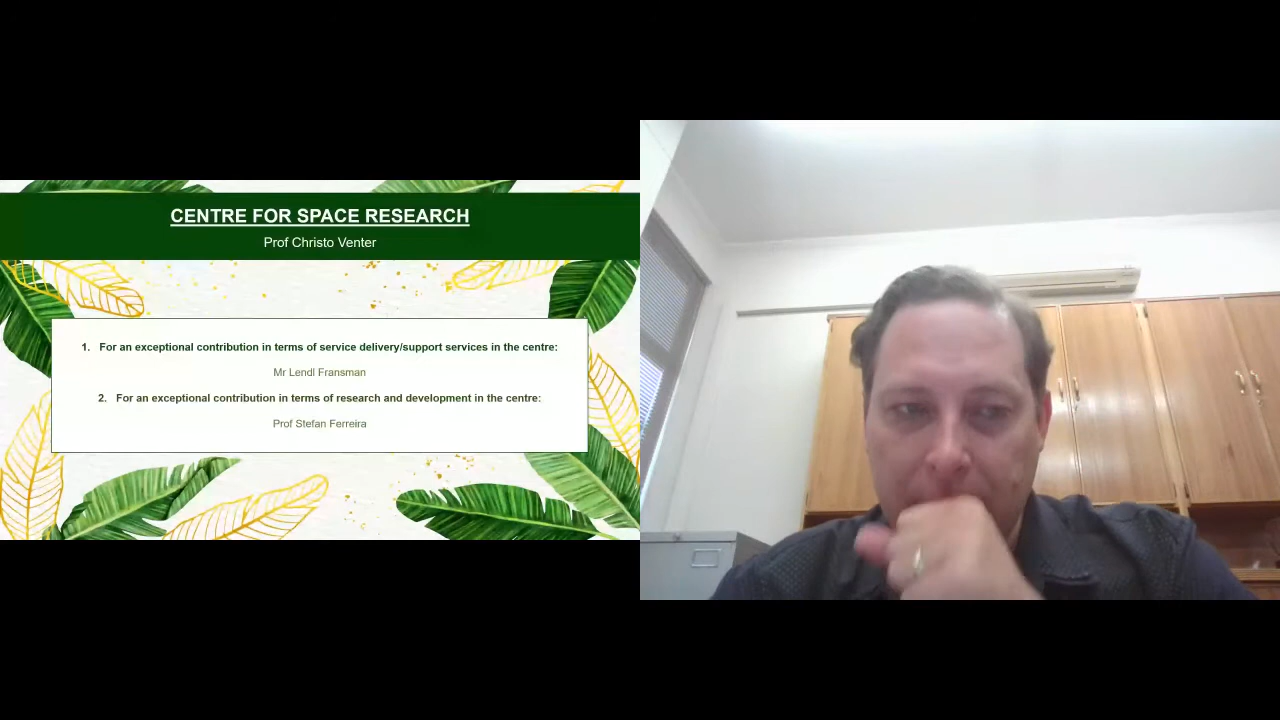 CENTRE FOR SPACE RESEARCH
Prof Christo Venter
1. For an exceptional contribution in terms of service delivery/support services in the centre:
Mr Lendl Fransman
2. For an exceptional contribution in terms of research and development in the centre:
Prof Stefan Ferreira